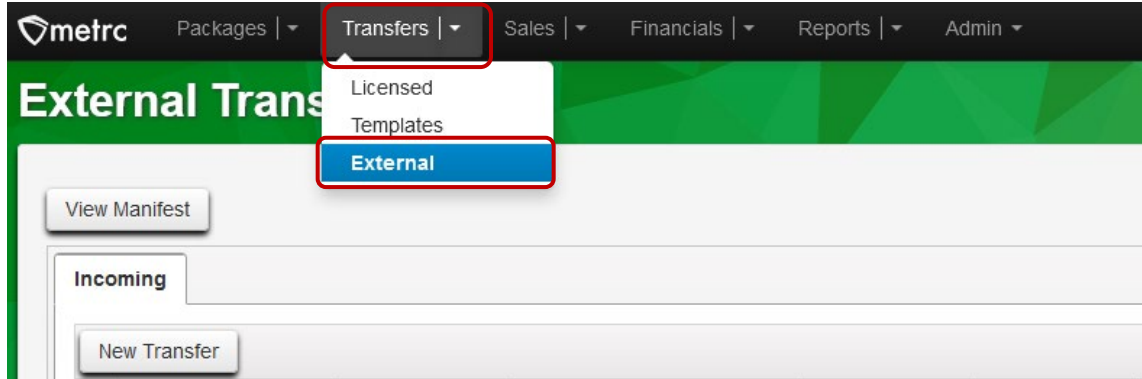 metrc Packages | Transfers | Sales | Financials | Reports | Admin
External Trans
Licensed
Templates
External
View Manifest
Incoming
New Transfer